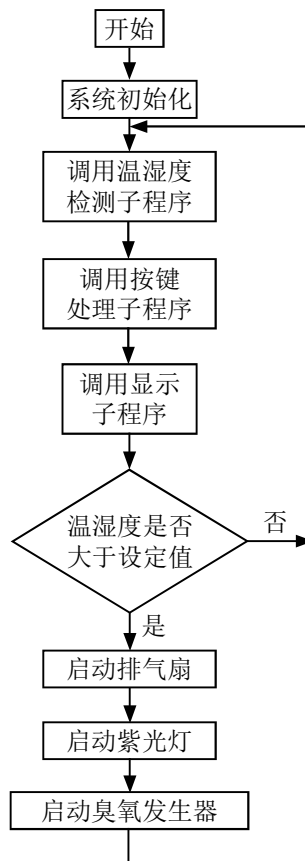 开始
系统初始化
调用温湿度
检测子程序
调用按键
处理子程序
调用显示
子程序
温湿度是否
大于设定值
否
是
启动排气扇
启动紫光灯
启动臭氧发生器